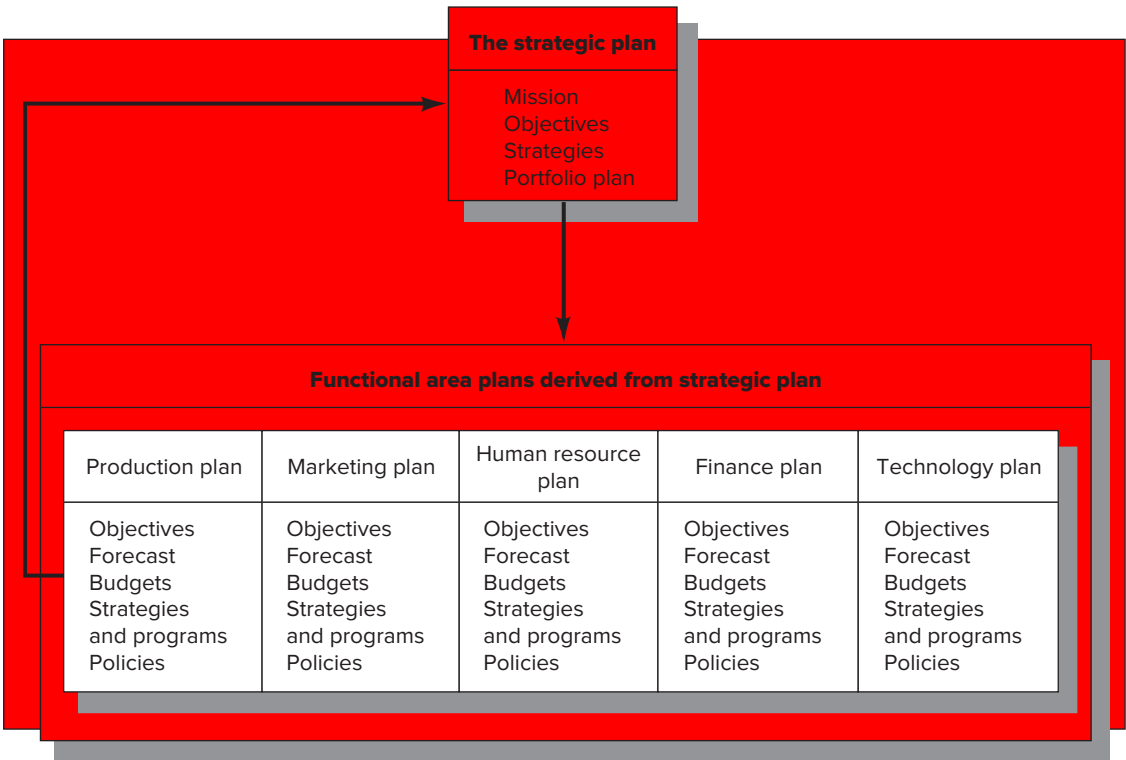 The strategic plan
Mission
Objectives
Strategies
Portfolio plan
Functional area plans derived from strategic plan
Production plan
Objectives
Forecast
Budgets
Strategies
and programs
Policies
Marketing plan
Objectives
Forecast
Budgets
Strategies
and programs
Policies
Human resource
plan
Objectives
Forecast
Budgets
Strategies
and programs
Policies
Finance plan
Objectives
Forecast
Budgets
Strategies
and programs
Policies
Technology plan
Objectives
Forecast
Budgets
Strategies
and programs
Policies